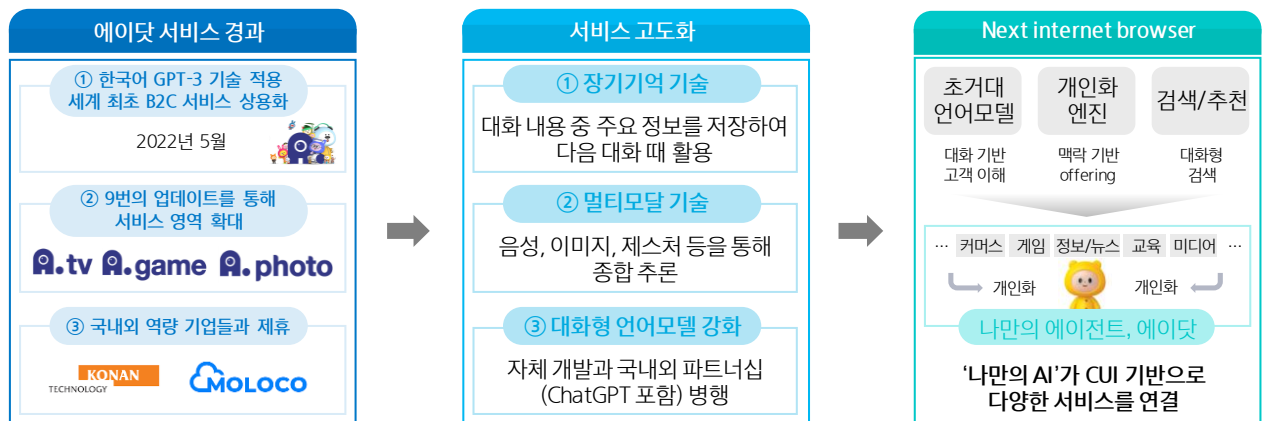 에이닷 서비스 경과
① 한국어 GPT-3 기술 적용
세계 최초 B2C 서비스 상용화
2022년 5월
② 9번의 업데이트를 통해
서비스 영역 확대
A.tv A.game A.photo
③ 국내외 역량 기업들과 제휴
KONAN
TECHNOLOGY
MOLOCO
서비스 고도화
① 장기기억 기술
대화 내용 중 주요 정보를 저장하여
다음 대화 때 활용
② 멀티모달 기술
음성, 이미지, 제스처 등을 통해
종합 추론
③ 대화형 언어모델 강화
자체 개발과 국내외 파트너십
(ChatGPT 포함) 병행
Next internet browser
초거대
언어모델
개인화
엔진
검색/추천
대화 기반
고객 이해
맥락 기반
offering
대화형
검색
… 커머스 게임 정보/뉴스 교육 미디어 …
개인화 개인화
나만의 에이전트, 에이닷
‘나만의 AI’가 CUI 기반으로
다양한 서비스를 연결